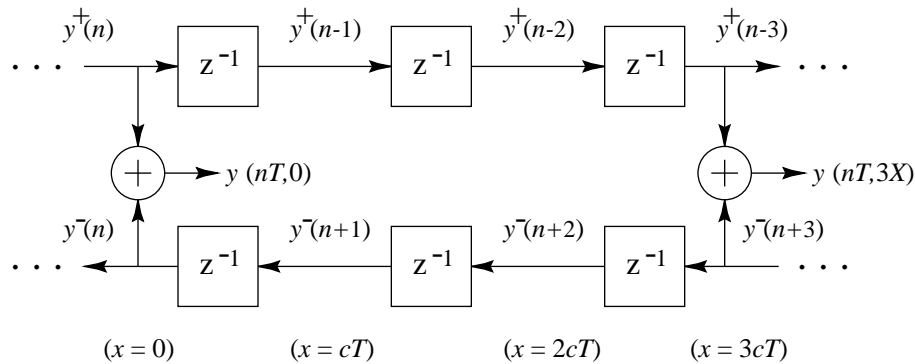 y⁺(n) y⁺(n-1) y⁺(n-2) y⁺(n-3)
· · · z⁻¹ z⁻¹ z⁻¹ · · ·
+ y (nT,0) + y (nT,3X)
y⁻(n) y⁻(n+1) y⁻(n+2) y⁻(n+3)
· · · z⁻¹ z⁻¹ z⁻¹ · · ·
(x = 0) (x = cT) (x = 2cT) (x = 3cT)